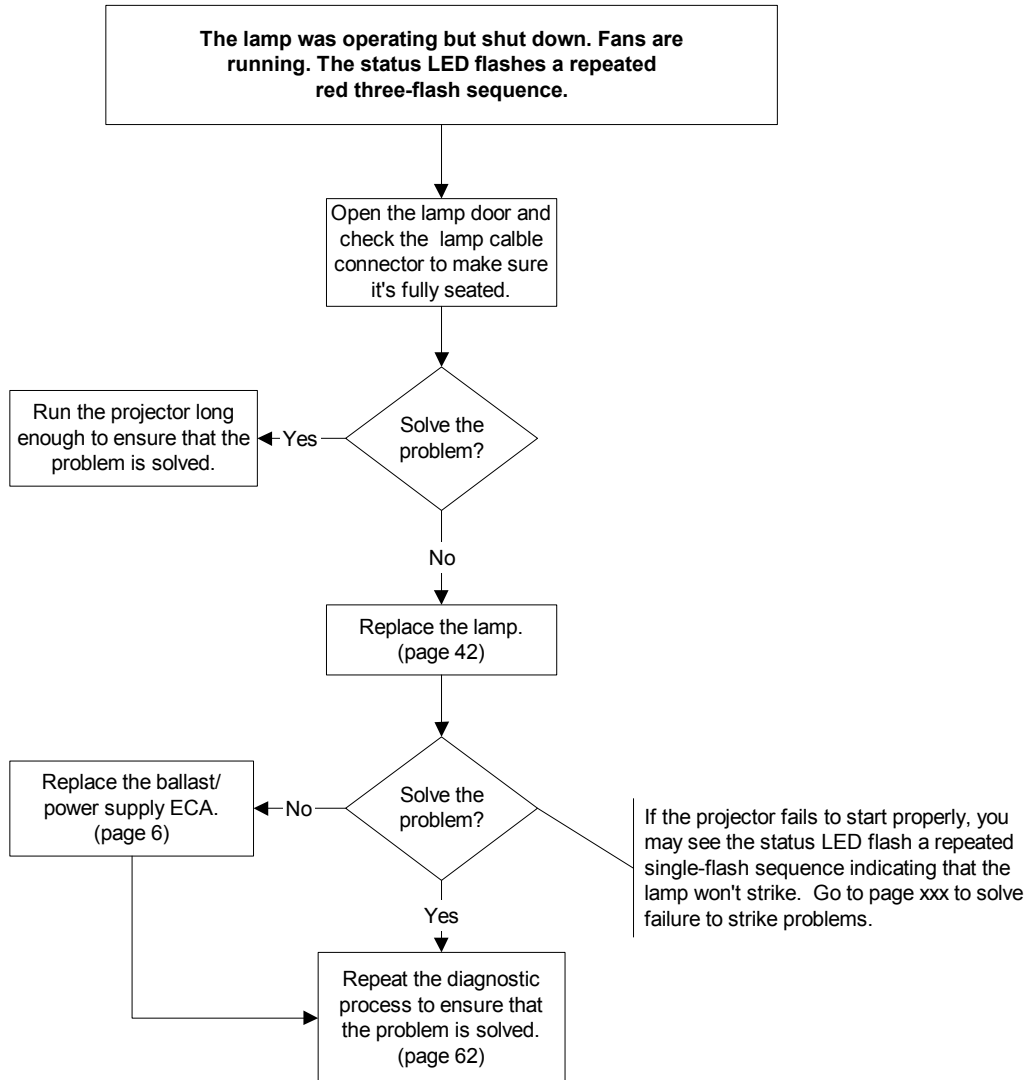 The lamp was operating but shut down. Fans are
running. The status LED flashes a repeated
red three-flash sequence.
Open the lamp door and
check the lamp calble
connector to make sure
it's fully seated.
Run the projector long
enough to ensure that the
problem is solved.
Yes
Solve the
problem?
No
Replace the lamp.
(page 42)
Replace the ballast/
power supply ECA.
(page 6)
No
Solve the
problem?
If the projector fails to start properly, you
may see the status LED flash a repeated
single-flash sequence indicating that the
lamp won't strike. Go to page xxx to solve
failure to strike problems.
Yes
Repeat the diagnostic
process to ensure that
the problem is solved.
(page 62)